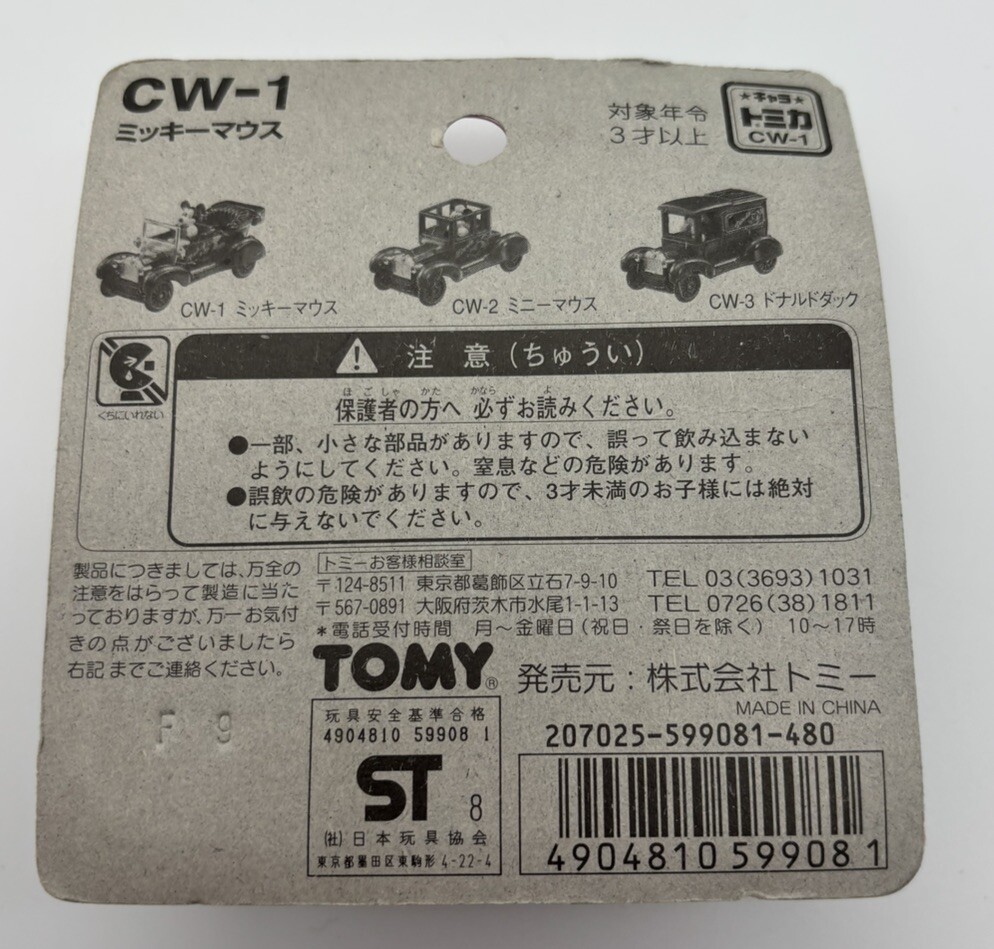 CW-1
ミッキーマウス
対象年令
3才以上
★キャラ★
トミカ
CW-1
CW-1 ミッキーマウス
CW-2 ミニーマウス
CW-3 ドナルドダック
くちにいれない
注 意(ちゅうい)
ほごしゃ かた かなら よ
保護者の方へ 必ずお読みください。
●一部、小さな部品がありますので、誤って飲み込まない
ようにしてください。窒息などの危険があります。
●誤飲の危険がありますので、3才未満のお子様には絶対
に与えないでください。
製品につきましては、万全の
注意をはらって製造に当た
っておりますが、万一お気付
きの点がございましたら
右記までご連絡ください。
トミーお客様相談室
〒124-8511 東京都葛飾区立石7-9-10 TEL 03(3693)1031
〒567-0891 大阪府茨木市水尾1-1-13 TEL 0726(38)1811
*電話受付時間 月～金曜日(祝日・祭日を除く) 10～17時
TOMY® 発売元:株式会社トミー
MADE IN CHINA
F 9
玩具安全基準合格
4904810 59908 1
ST 8
(社)日本玩具協会
東京都墨田区東駒形4-22-4
207025-599081-480
4904810 59908 1